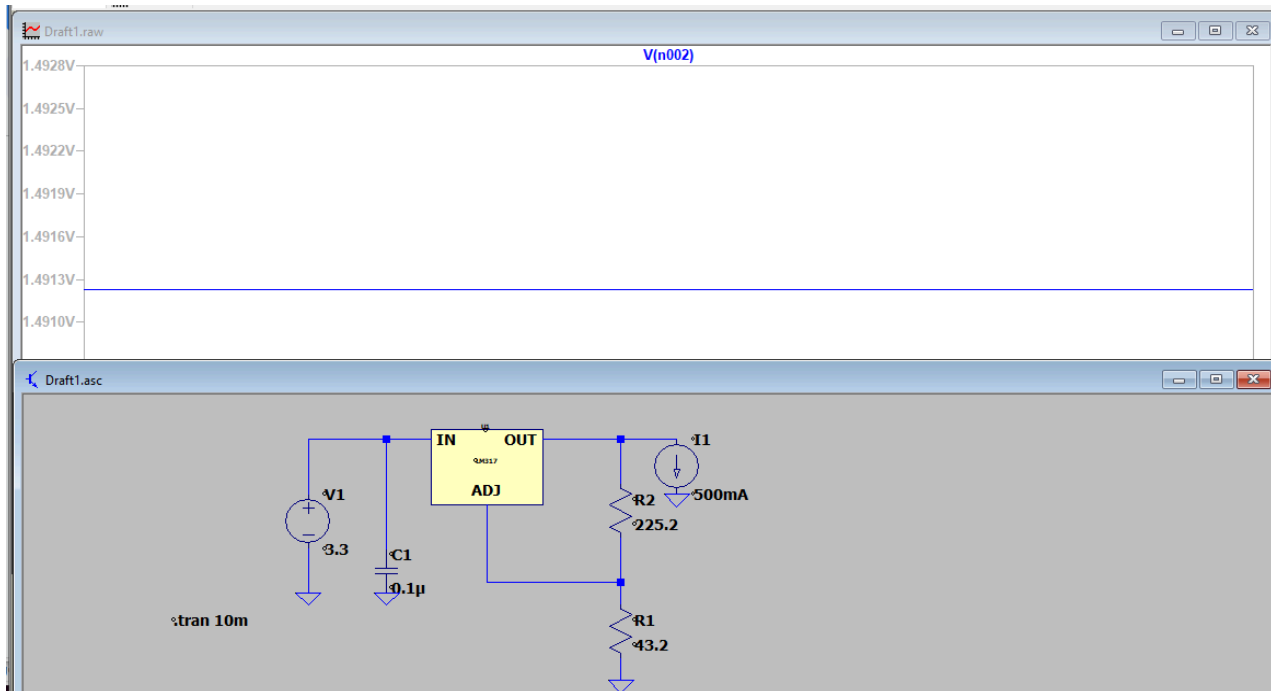 Draft1.raw
V(n002)
1.4928V
1.4925V
1.4922V
1.4919V
1.4916V
1.4913V
1.4910V
Draft1.asc
IN OUT
ADJ
LM317
U1
I1
500mA
V1
3.3
R2
225.2
C1
0.1µ
.tran 10m
R1
43.2